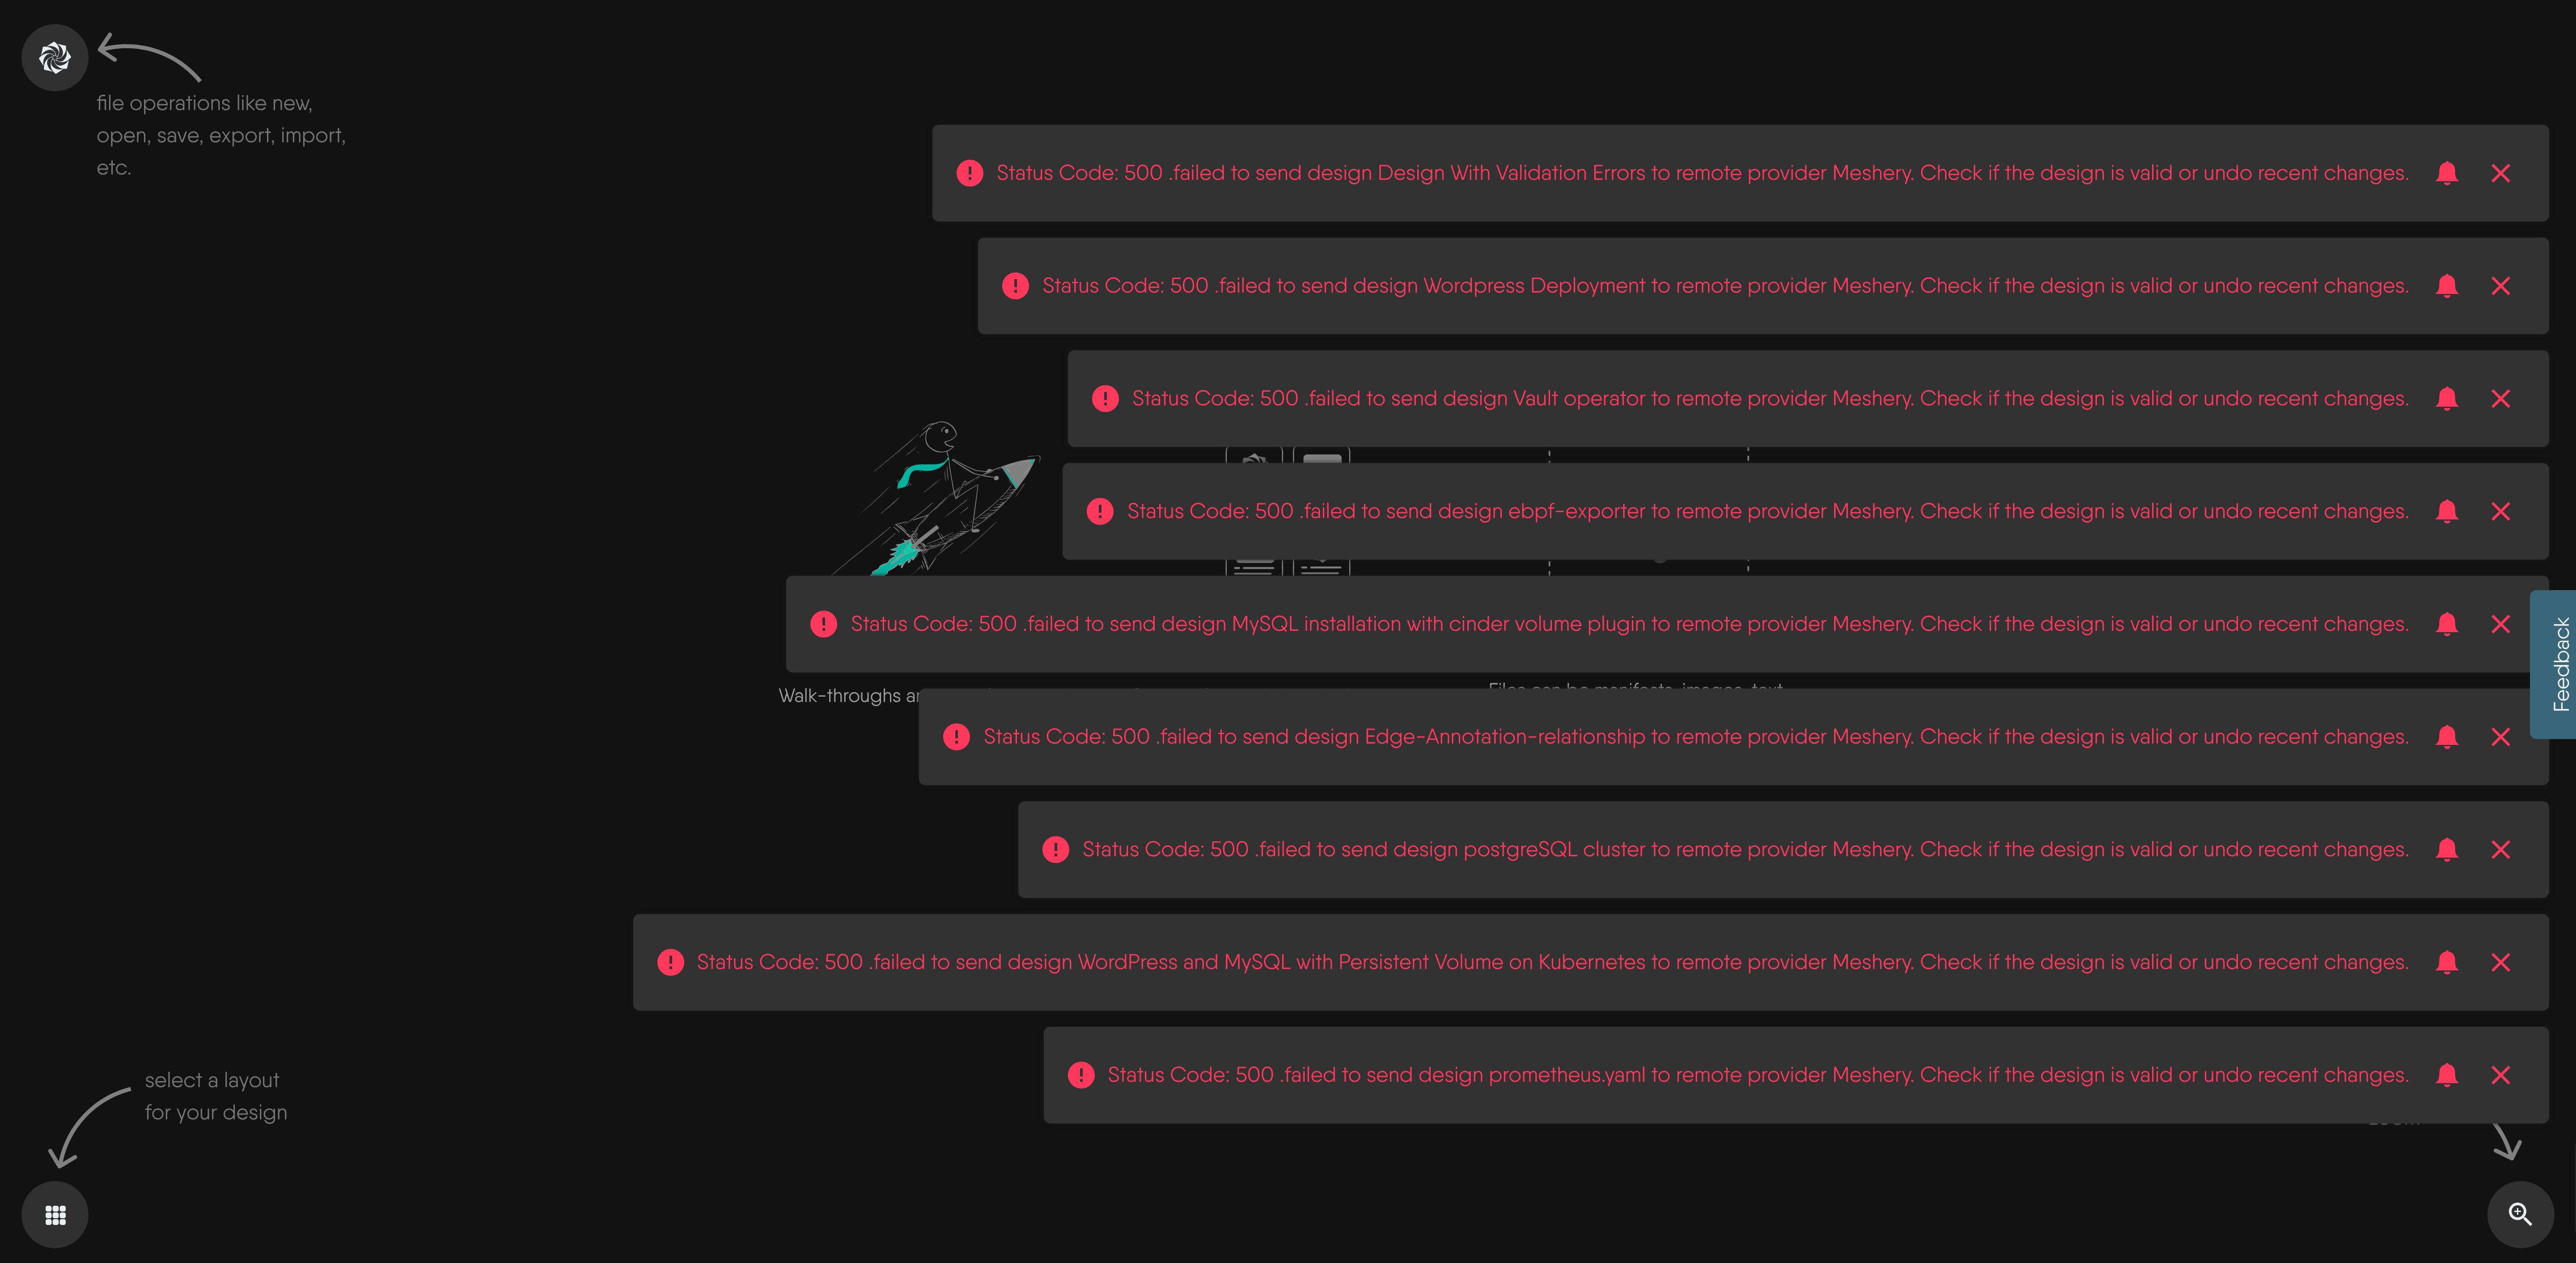 file operations like new,
open, save, export, import,
etc.
Status Code: 500 .failed to send design Design With Validation Errors to remote provider Meshery. Check if the design is valid or undo recent changes.
Status Code: 500 .failed to send design Wordpress Deployment to remote provider Meshery. Check if the design is valid or undo recent changes.
Status Code: 500 .failed to send design Vault operator to remote provider Meshery. Check if the design is valid or undo recent changes.
Status Code: 500 .failed to send design ebpf-exporter to remote provider Meshery. Check if the design is valid or undo recent changes.
Status Code: 500 .failed to send design MySQL installation with cinder volume plugin to remote provider Meshery. Check if the design is valid or undo recent changes.
Feedback
Walk-throughs
Files can be manifests, images, text
Status Code: 500 .failed to send design Edge-Annotation-relationship to remote provider Meshery. Check if the design is valid or undo recent changes.
Status Code: 500 .failed to send design postgreSQL cluster to remote provider Meshery. Check if the design is valid or undo recent changes.
Status Code: 500 .failed to send design WordPress and MySQL with Persistent Volume on Kubernetes to remote provider Meshery. Check if the design is valid or undo recent changes.
Status Code: 500 .failed to send design prometheus.yaml to remote provider Meshery. Check if the design is valid or undo recent changes.
select a layout
for your design